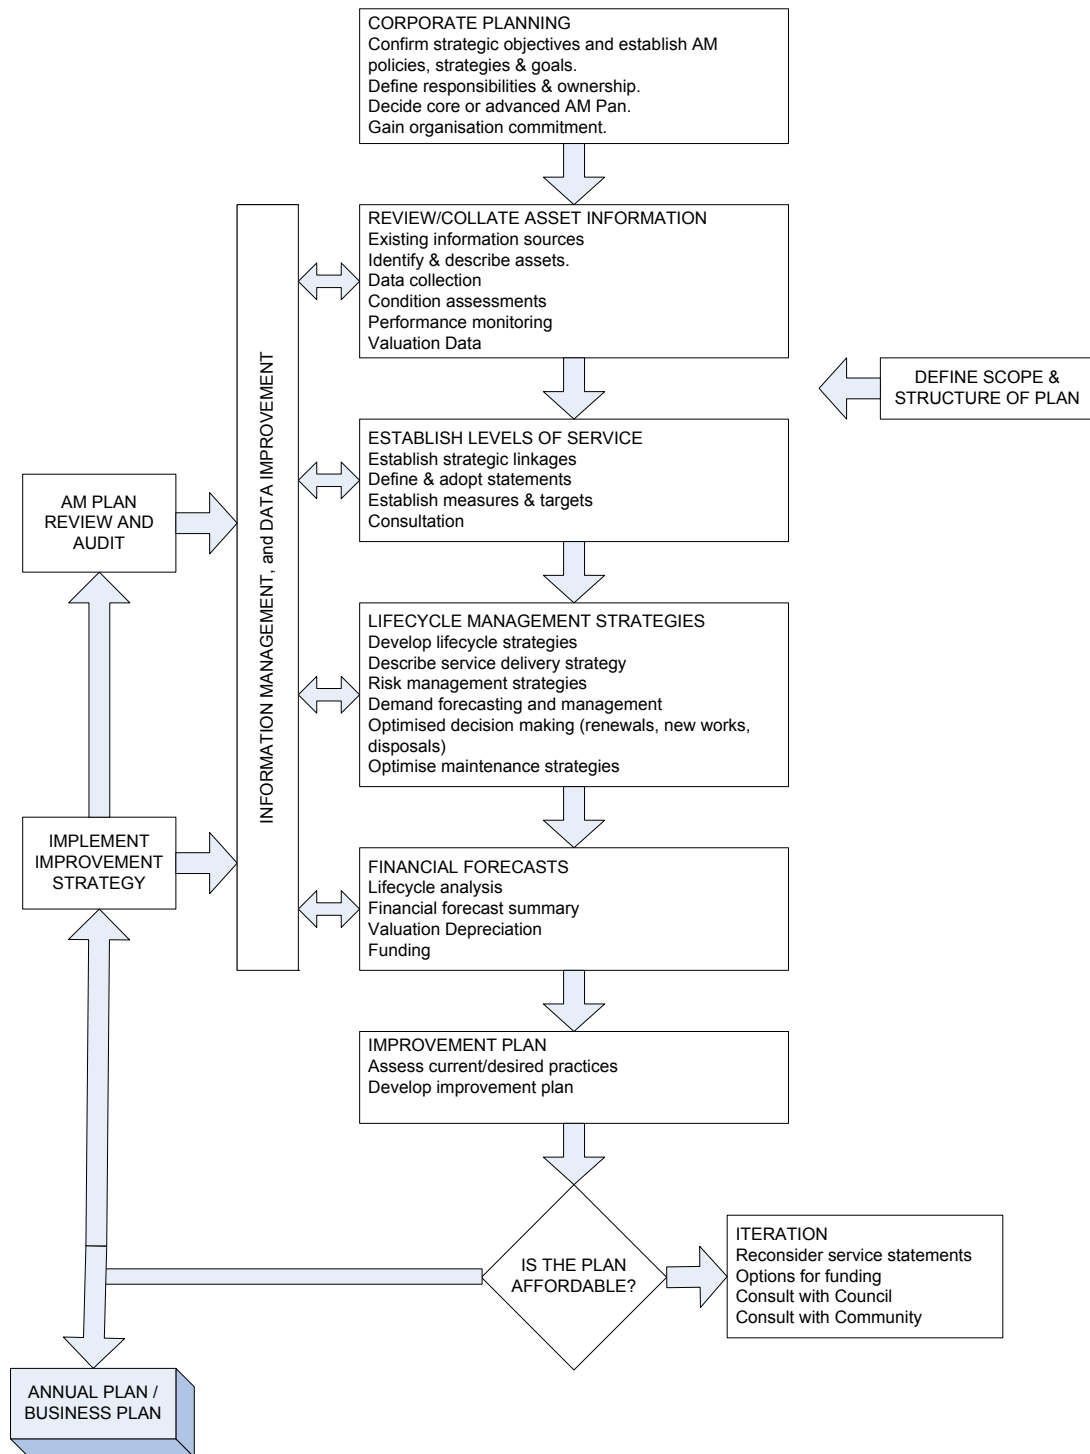 CORPORATE PLANNING
Confirm strategic objectives and establish AM
policies, strategies & goals.
Define responsibilities & ownership.
Decide core or advanced AM Pan.
Gain organisation commitment.
REVIEW/COLLATE ASSET INFORMATION
Existing information sources
Identify & describe assets.
Data collection
Condition assessments
Performance monitoring
Valuation Data
INFORMATION MANAGEMENT, and DATA IMPROVEMENT
DEFINE SCOPE &
STRUCTURE OF PLAN
ESTABLISH LEVELS OF SERVICE
Establish strategic linkages
Define & adopt statements
Establish measures & targets
Consultation
AM PLAN
REVIEW AND
AUDIT
LIFECYCLE MANAGEMENT STRATEGIES
Develop lifecycle strategies
Describe service delivery strategy
Risk management strategies
Demand forecasting and management
Optimised decision making (renewals, new works,
disposals)
Optimise maintenance strategies
IMPLEMENT
IMPROVEMENT
STRATEGY
FINANCIAL FORECASTS
Lifecycle analysis
Financial forecast summary
Valuation Depreciation
Funding
IMPROVEMENT PLAN
Assess current/desired practices
Develop improvement plan
IS THE PLAN
AFFORDABLE?
ITERATION
Reconsider service statements
Options for funding
Consult with Council
Consult with Community
ANNUAL PLAN /
BUSINESS PLAN